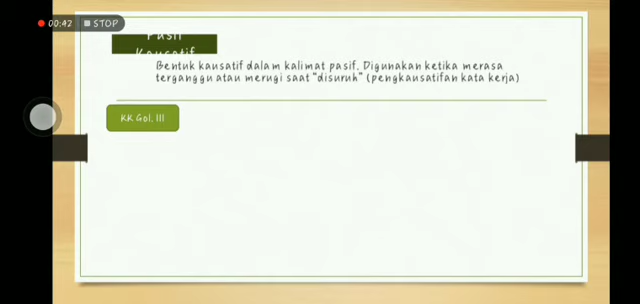 00:42 STOP
Pasif
Kausatif
Bentuk kausatif dalam kalimat pasif. Digunakan ketika merasa
terganggu atau merugi saat "disuruh" (pengkausatifan kata kerja)
KK Gol. III